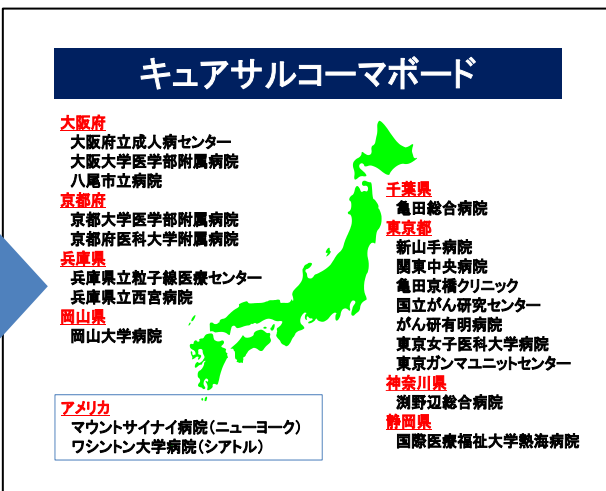 キュアサルコーマボード
大阪府
大阪府立成人病センター
大阪大学医学部附属病院
八尾市立病院
京都府
京都大学医学部附属病院
京都府医科大学附属病院
兵庫県
兵庫県立粒子線医療センター
兵庫県立西宮病院
岡山県
岡山大学病院
アメリカ
マウントサイナイ病院(ニューヨーク)
ワシントン大学病院(シアトル)
千葉県
亀田総合病院
東京都
新山手病院
関東中央病院
亀田京橋クリニック
国立がん研究センター
がん研有明病院
東京女子医科大学病院
東京ガンマユニットセンター
神奈川県
渕野辺総合病院
静岡県
国際医療福祉大学熱海病院